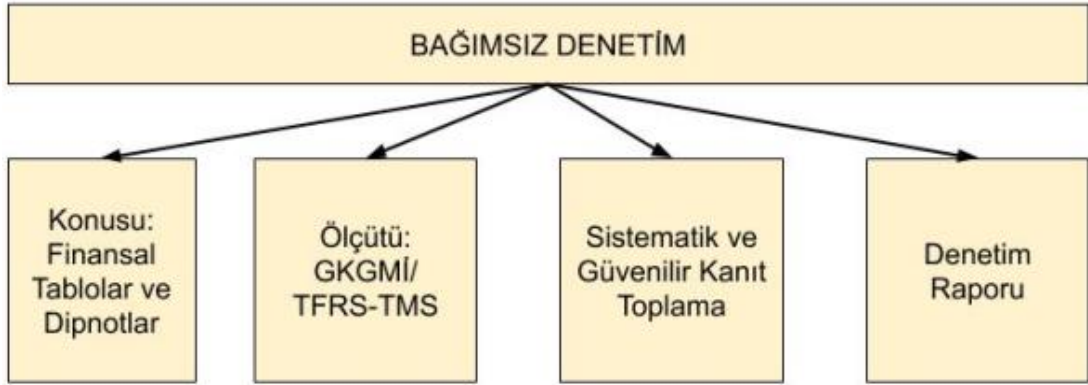 BAĞIMSIZ DENETİM
Konusu:
Finansal
Tablolar ve
Dipnotlar
Ölçütü:
GKGMİ/
TFRS-TMS
Sistematik ve
Güvenilir Kanıt
Toplama
Denetim
Raporu